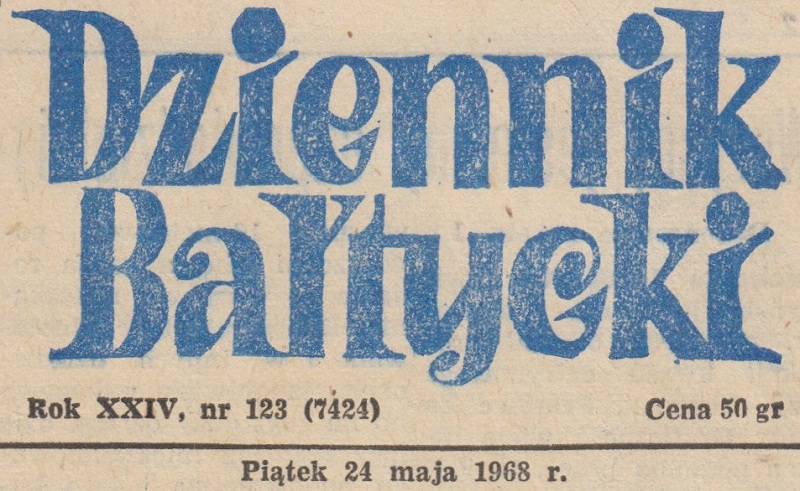 Dziennik
Bałtycki
Rok XXIV, nr 123 (7424) Cena 50 gr
Piątek 24 maja 1968 r.